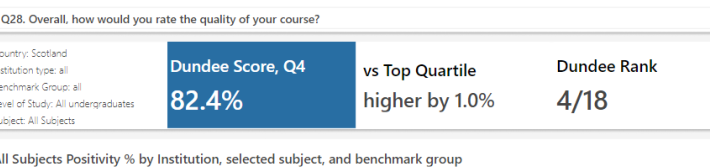 Q28. Overall, how would you rate the quality of your course?
ountry: Scotland
stitution type: all
enchmark Group: all
evel of Study: All undergraduates
ubject: All Subjects
Dundee Score, Q4
82.4%
vs Top Quartile
higher by 1.0%
Dundee Rank
4/18
ll Subjects Positivity % by Institution, selected subject, and benchmark group